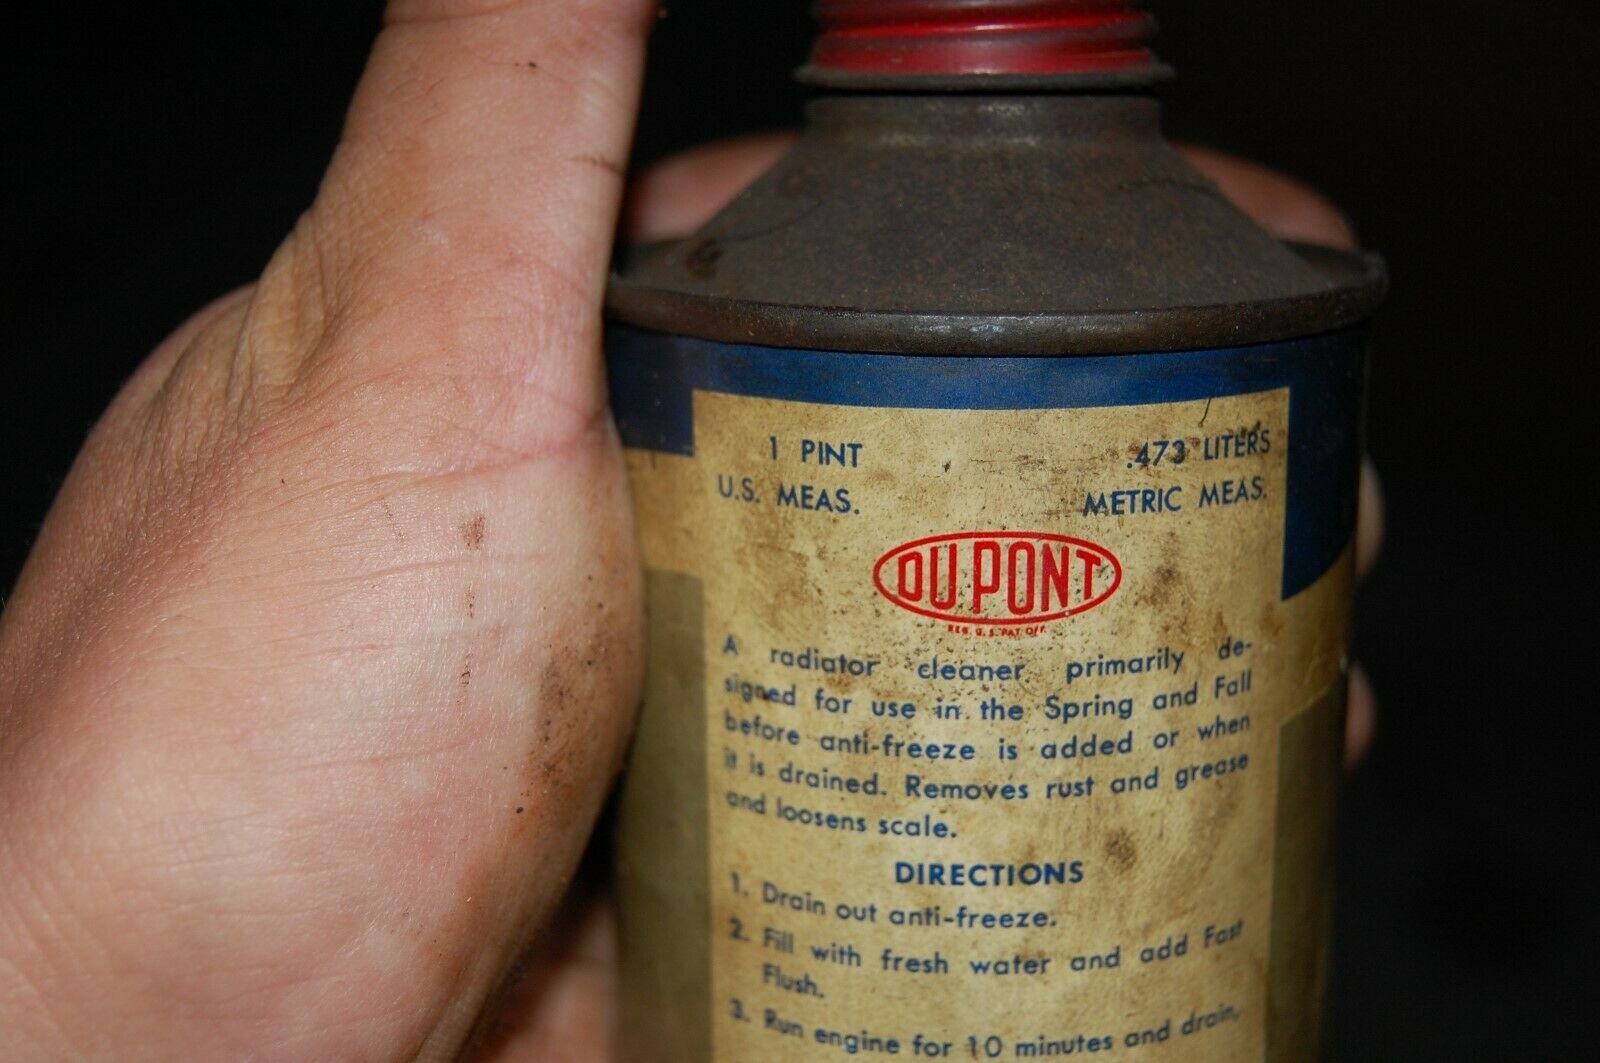 1 PINT .473 LITERS
U.S. MEAS. METRIC MEAS.
DU PONT
REG. U.S. PAT. OFF.
A radiator cleaner primarily de-
signed for use in the Spring and Fall
before anti-freeze is added or when
it is drained. Removes rust and grease
and loosens scale.
DIRECTIONS
1. Drain out anti-freeze.
2. Fill with fresh water and add Fast
Flush.
3. Run engine for 10 minutes and drain,